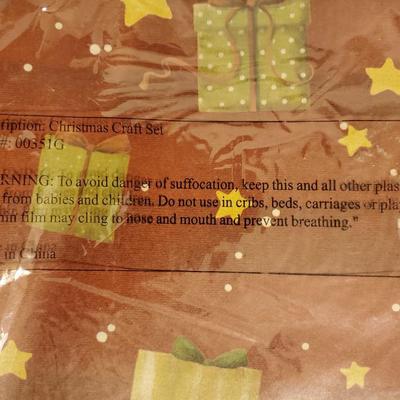 ription: Christmas Craft Set
#: 00351G
RNING: To avoid danger of suffocation, keep this and all other plas
from babies and children. Do not use in cribs, beds, carriages or pla
hin film may cling to nose and mouth and prevent breathing."
in China